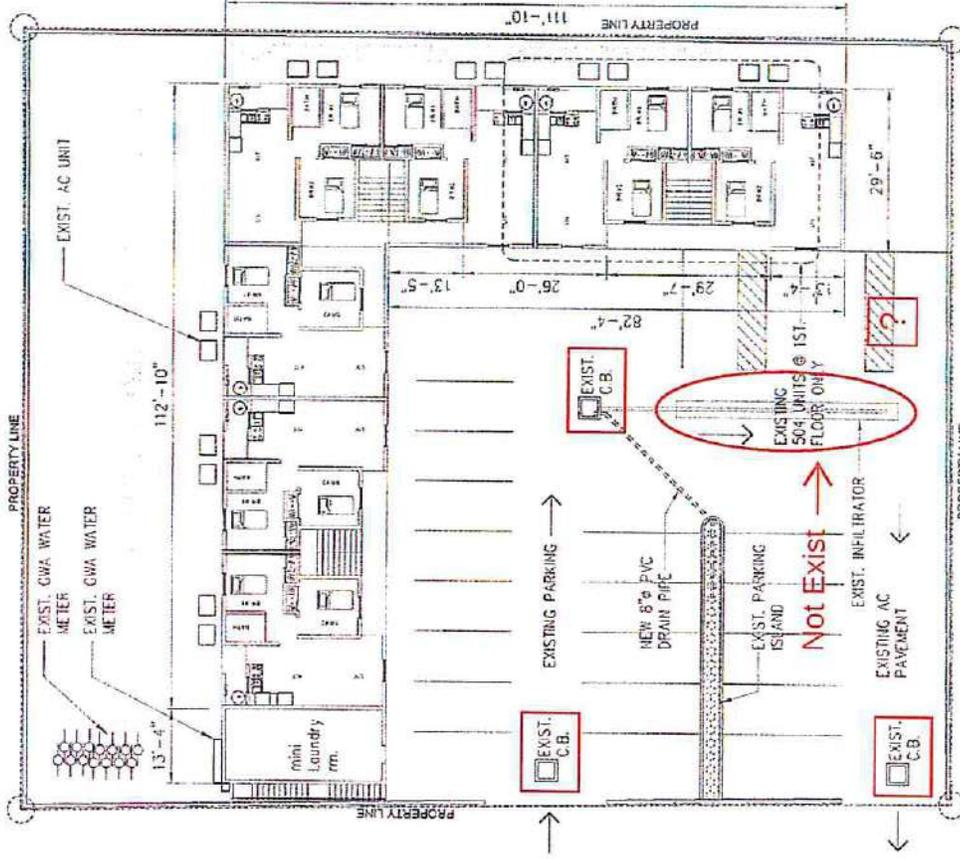 111'-10"
PROPERTY LINE
PROPERTY LINE
EXIST. AC UNIT
EXIST. GWA WATER
METER
EXIST. GWA WATER
METER
112'-10"
13'-4"
29'-6"
13'-5"
26'-0"
29'-7"
82'-4"
mini
Laundry
rm.
PROPERTY LINE
EXIST.
C.B.
?
EXISTING
504 UNITS @ 1ST.
FLOOR ONLY
EXISTING PARKING
NEW 8"ø PVC
DRAIN PIPE
EXIST. PARKING
ISLAND
Not Exist
EXIST. INFILTRATOR
EXISTING AC
PAVEMENT
EXIST.
C.B.
EXIST.
C.B.